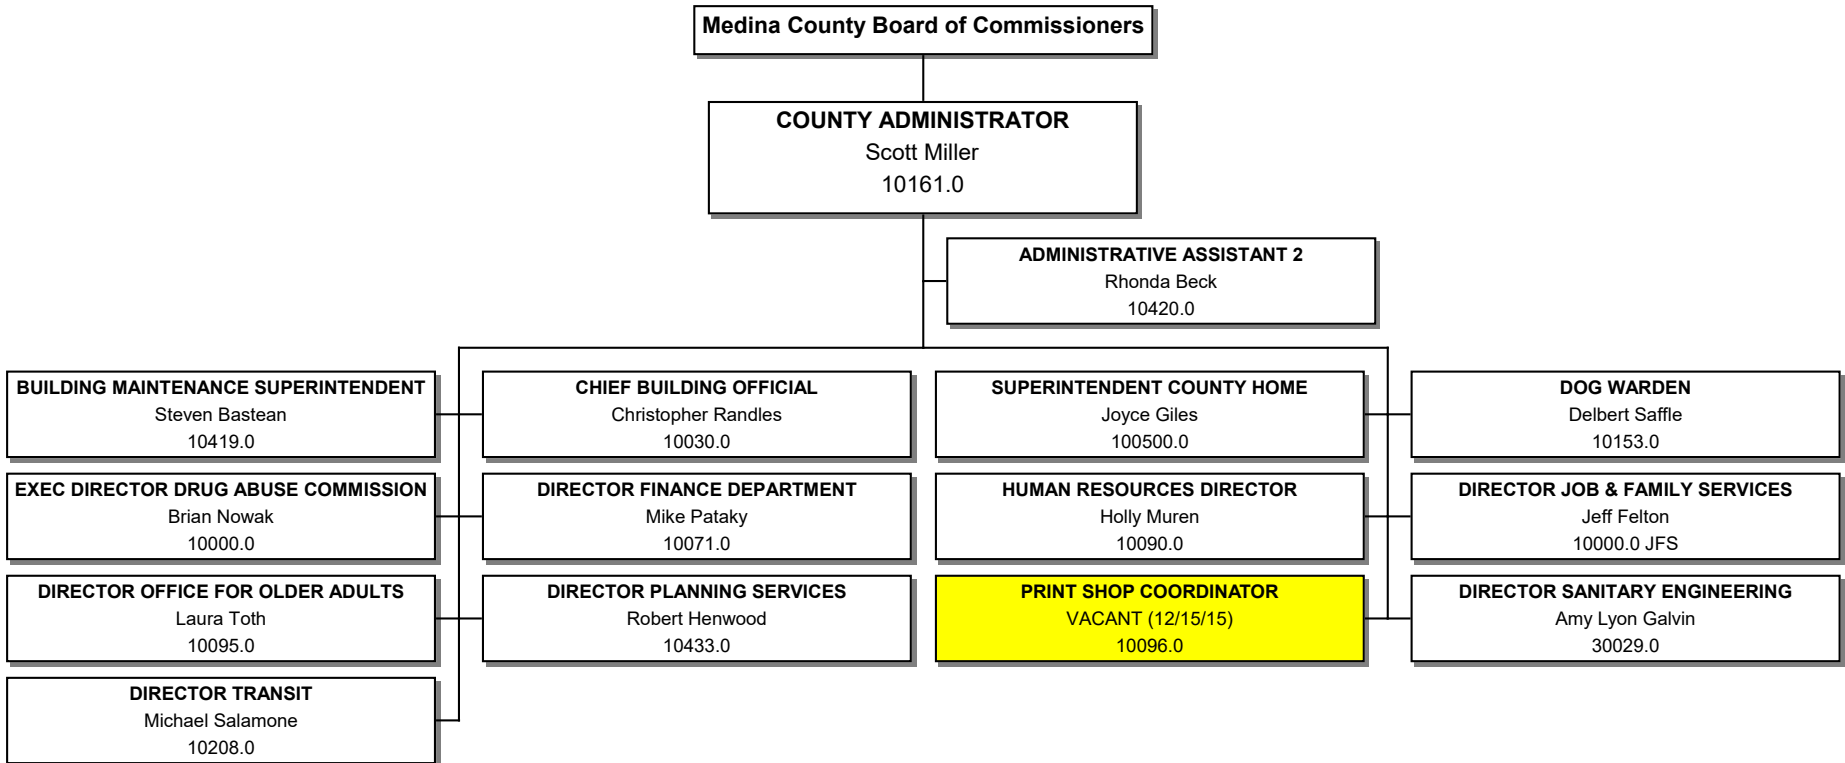 Medina County Board of Commissioners
COUNTY ADMINISTRATOR
Scott Miller
10161.0
ADMINISTRATIVE ASSISTANT 2
Rhonda Beck
10420.0
BUILDING MAINTENANCE SUPERINTENDENT
Steven Bastean
10419.0
CHIEF BUILDING OFFICIAL
Christopher Randles
10030.0
SUPERINTENDENT COUNTY HOME
Joyce Giles
100500.0
DOG WARDEN
Delbert Saffle
10153.0
EXEC DIRECTOR DRUG ABUSE COMMISSION
Brian Nowak
10000.0
DIRECTOR FINANCE DEPARTMENT
Mike Pataky
10071.0
HUMAN RESOURCES DIRECTOR
Holly Muren
10090.0
DIRECTOR JOB & FAMILY SERVICES
Jeff Felton
10000.0 JFS
DIRECTOR OFFICE FOR OLDER ADULTS
Laura Toth
10095.0
DIRECTOR PLANNING SERVICES
Robert Henwood
10433.0
PRINT SHOP COORDINATOR
VACANT (12/15/15)
10096.0
DIRECTOR SANITARY ENGINEERING
Amy Lyon Galvin
30029.0
DIRECTOR TRANSIT
Michael Salamone
10208.0